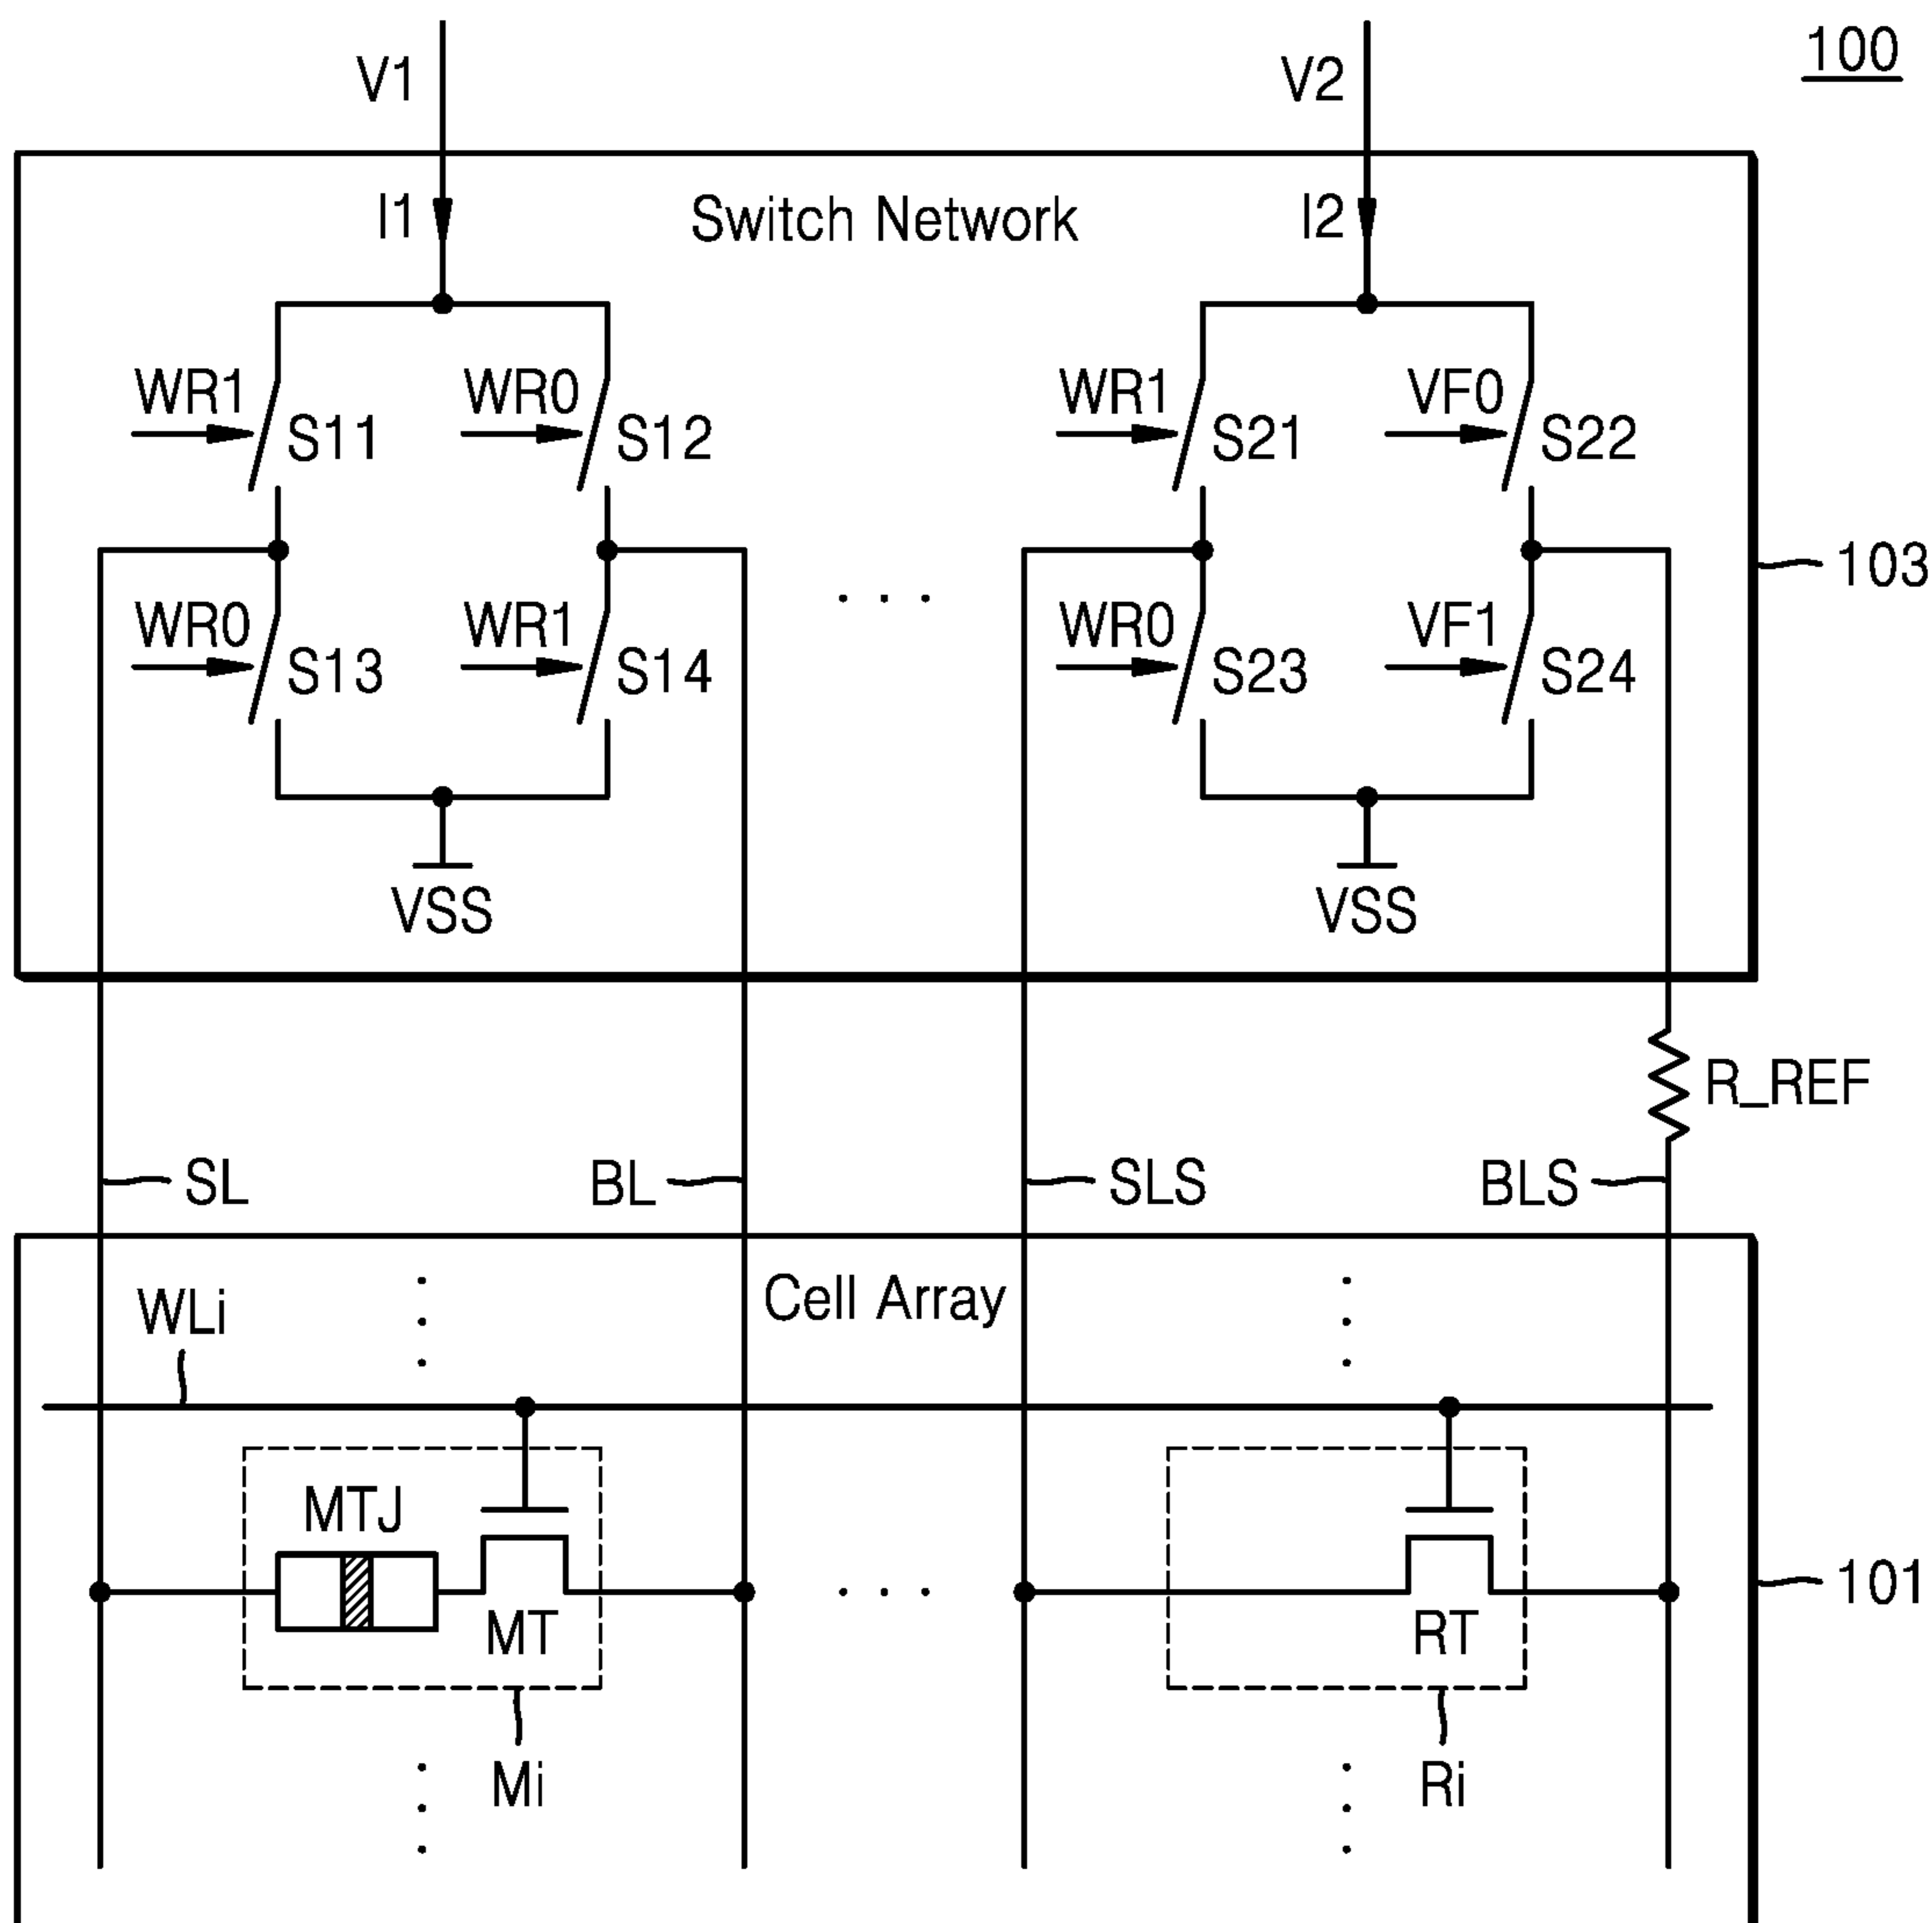 100
V1
V2
I1
Switch Network
I2
WR1
S11
WR0
S12
WR1
S21
VF0
S22
103
WR0
S13
WR1
S14
WR0
S23
VF1
S24
VSS
VSS
R_REF
SL
BL
SLS
BLS
WLi
Cell Array
MTJ
101
MT
RT
Mi
Ri